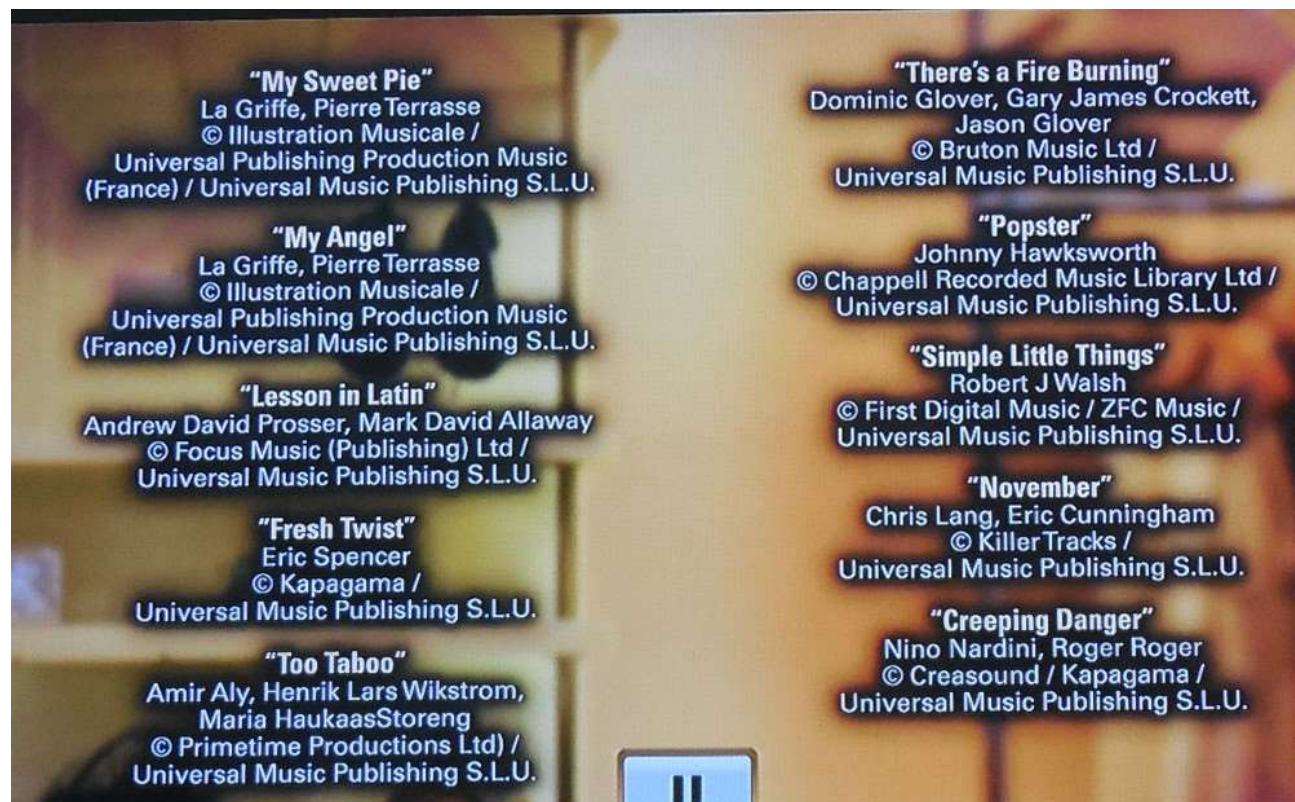 "My Sweet Pie"
La Griffe, Pierre Terrasse
© Illustration Musicale /
Universal Publishing Production Music
(France) / Universal Music Publishing S.L.U.
"My Angel"
La Griffe, Pierre Terrasse
© Illustration Musicale /
Universal Publishing Production Music
(France) / Universal Music Publishing S.L.U.
"Lesson in Latin"
Andrew David Prosser, Mark David Allaway
© Focus Music (Publishing) Ltd /
Universal Music Publishing S.L.U.
"Fresh Twist"
Eric Spencer
© Kapagama /
Universal Music Publishing S.L.U.
"Too Taboo"
Amir Aly, Henrik Lars Wikstrom,
Maria HaukaasStoreng
© Primetime Productions Ltd) /
Universal Music Publishing S.L.U.
"There's a Fire Burning"
Dominic Glover, Gary James Crockett,
Jason Glover
© Bruton Music Ltd /
Universal Music Publishing S.L.U.
"Popster"
Johnny Hawksworth
© Chappell Recorded Music Library Ltd /
Universal Music Publishing S.L.U.
"Simple Little Things"
Robert J Walsh
© First Digital Music / ZFC Music /
Universal Music Publishing S.L.U.
"November"
Chris Lang, Eric Cunningham
© Killer Tracks /
Universal Music Publishing S.L.U.
"Creeping Danger"
Nino Nardini, Roger Roger
© Creasound / Kapagama /
Universal Music Publishing S.L.U.